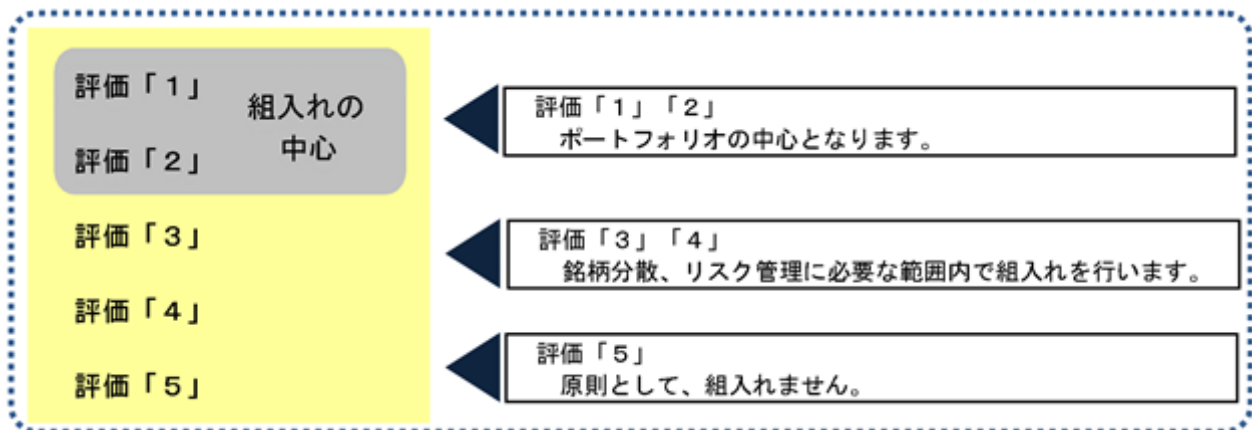 評価「１」
評価「２」
組入れの
中心
評価「３」
評価「４」
評価「５」
評価「１」「２」
ポートフォリオの中心となります。
評価「３」「４」
銘柄分散、リスク管理に必要な範囲内で組入れを行います。
評価「５」
原則として、組入れません。